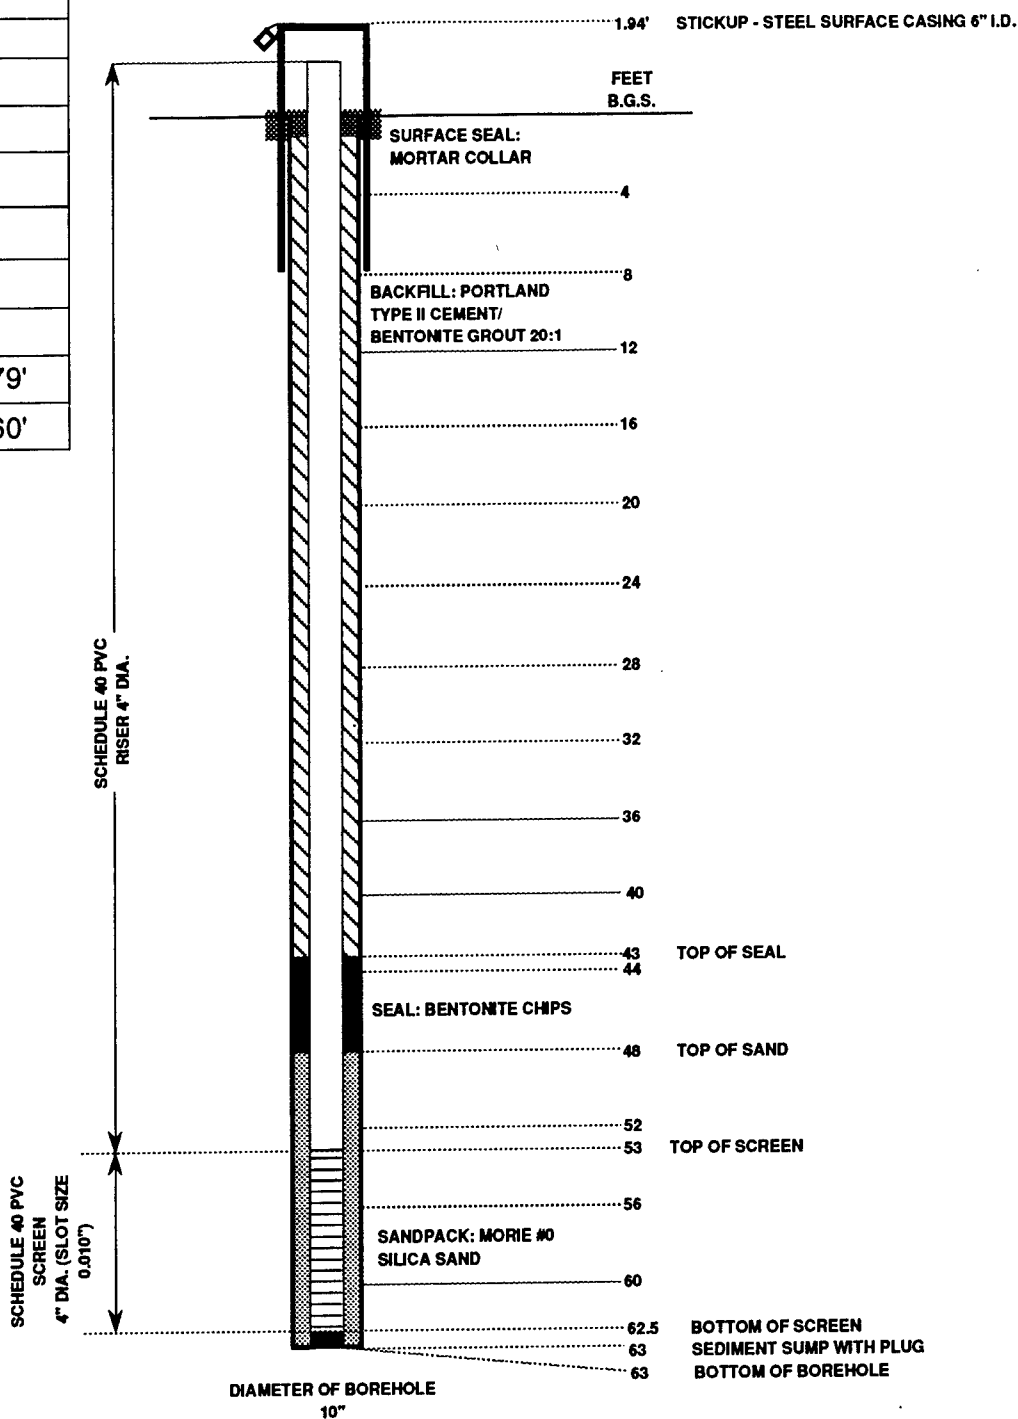 1.94' STICKUP - STEEL SURFACE CASING 6" I.D.
FEET
B.G.S.
SURFACE SEAL:
MORTAR COLLAR
4
8
BACKFILL: PORTLAND
TYPE II CEMENT/
BENTONITE GROUT 20:1
12
79'
60'
16
20
24
28
SCHEDULE 40 PVC
RISER 4" DIA.
32
36
40
43 TOP OF SEAL
44
SEAL: BENTONITE CHIPS
48 TOP OF SAND
52
53 TOP OF SCREEN
SCHEDULE 40 PVC
SCREEN
4" DIA. (SLOT SIZE
0.010")
56
SANDPACK: MORIE #0
SILICA SAND
60
62.5 BOTTOM OF SCREEN
63 SEDIMENT SUMP WITH PLUG
63 BOTTOM OF BOREHOLE
DIAMETER OF BOREHOLE
10"